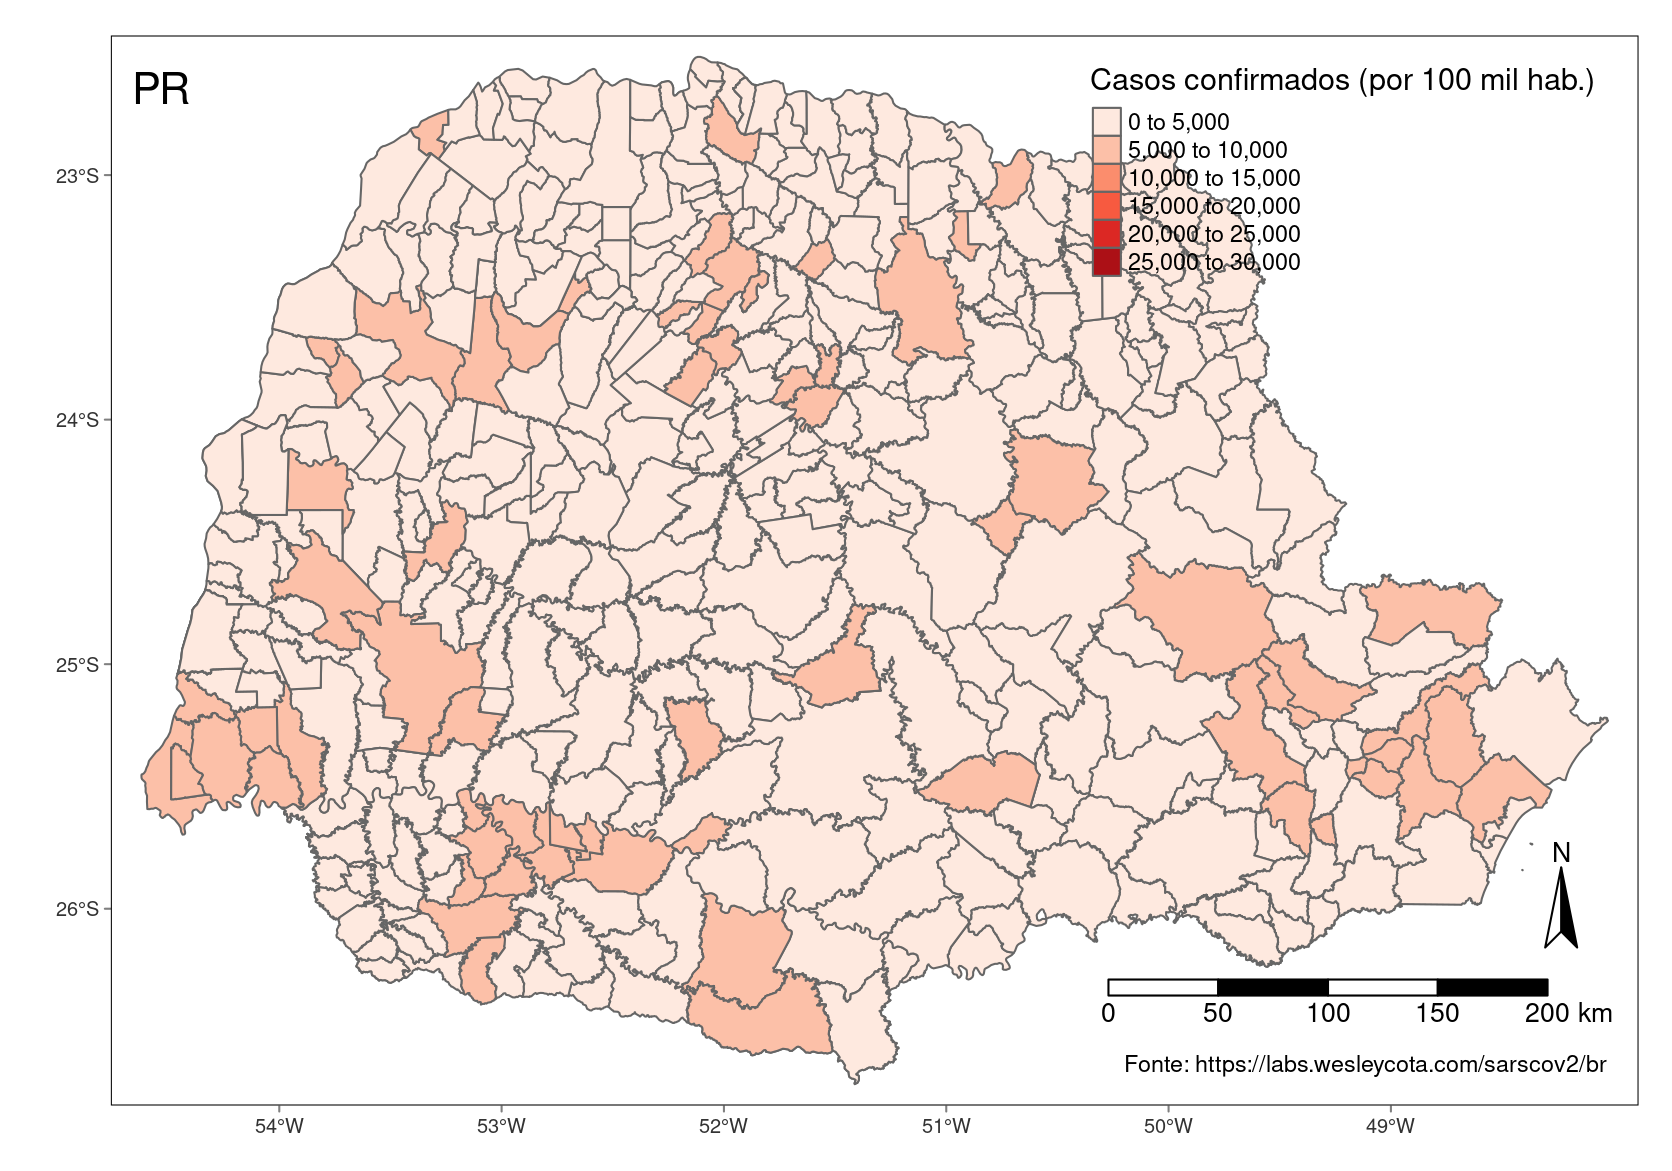 PR
Casos confirmados (por 100 mil hab.)
0 to 5,000
5,000 to 10,000
10,000 to 15,000
15,000 to 20,000
20,000 to 25,000
25,000 to 30,000
23°S
24°S
25°S
26°S
N
0 50 100 150 200 km
Fonte: https://labs.wesleycota.com/sarscov2/br
54°W 53°W 52°W 51°W 50°W 49°W